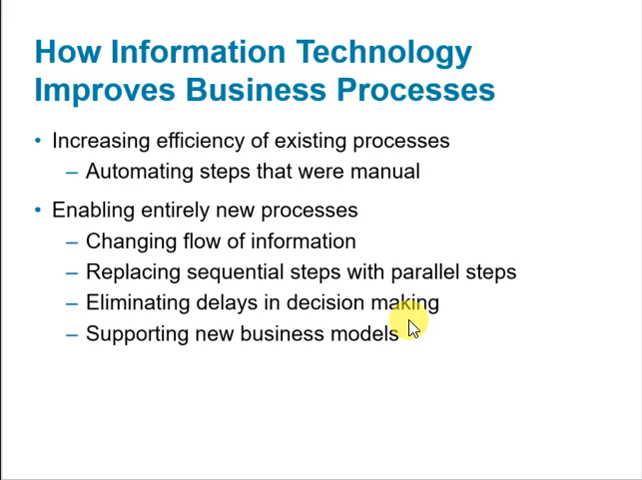 How Information Technology
Improves Business Processes
• Increasing efficiency of existing processes
– Automating steps that were manual
• Enabling entirely new processes
– Changing flow of information
– Replacing sequential steps with parallel steps
– Eliminating delays in decision making
– Supporting new business models